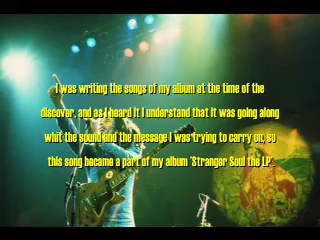 I was writing the songs of my album at the time of the
discover, and as I heard it I understand that it was going along
whit the sound and the message I was trying to carry on, so
this song became a part of my album 'Stranger Soul the LP'.